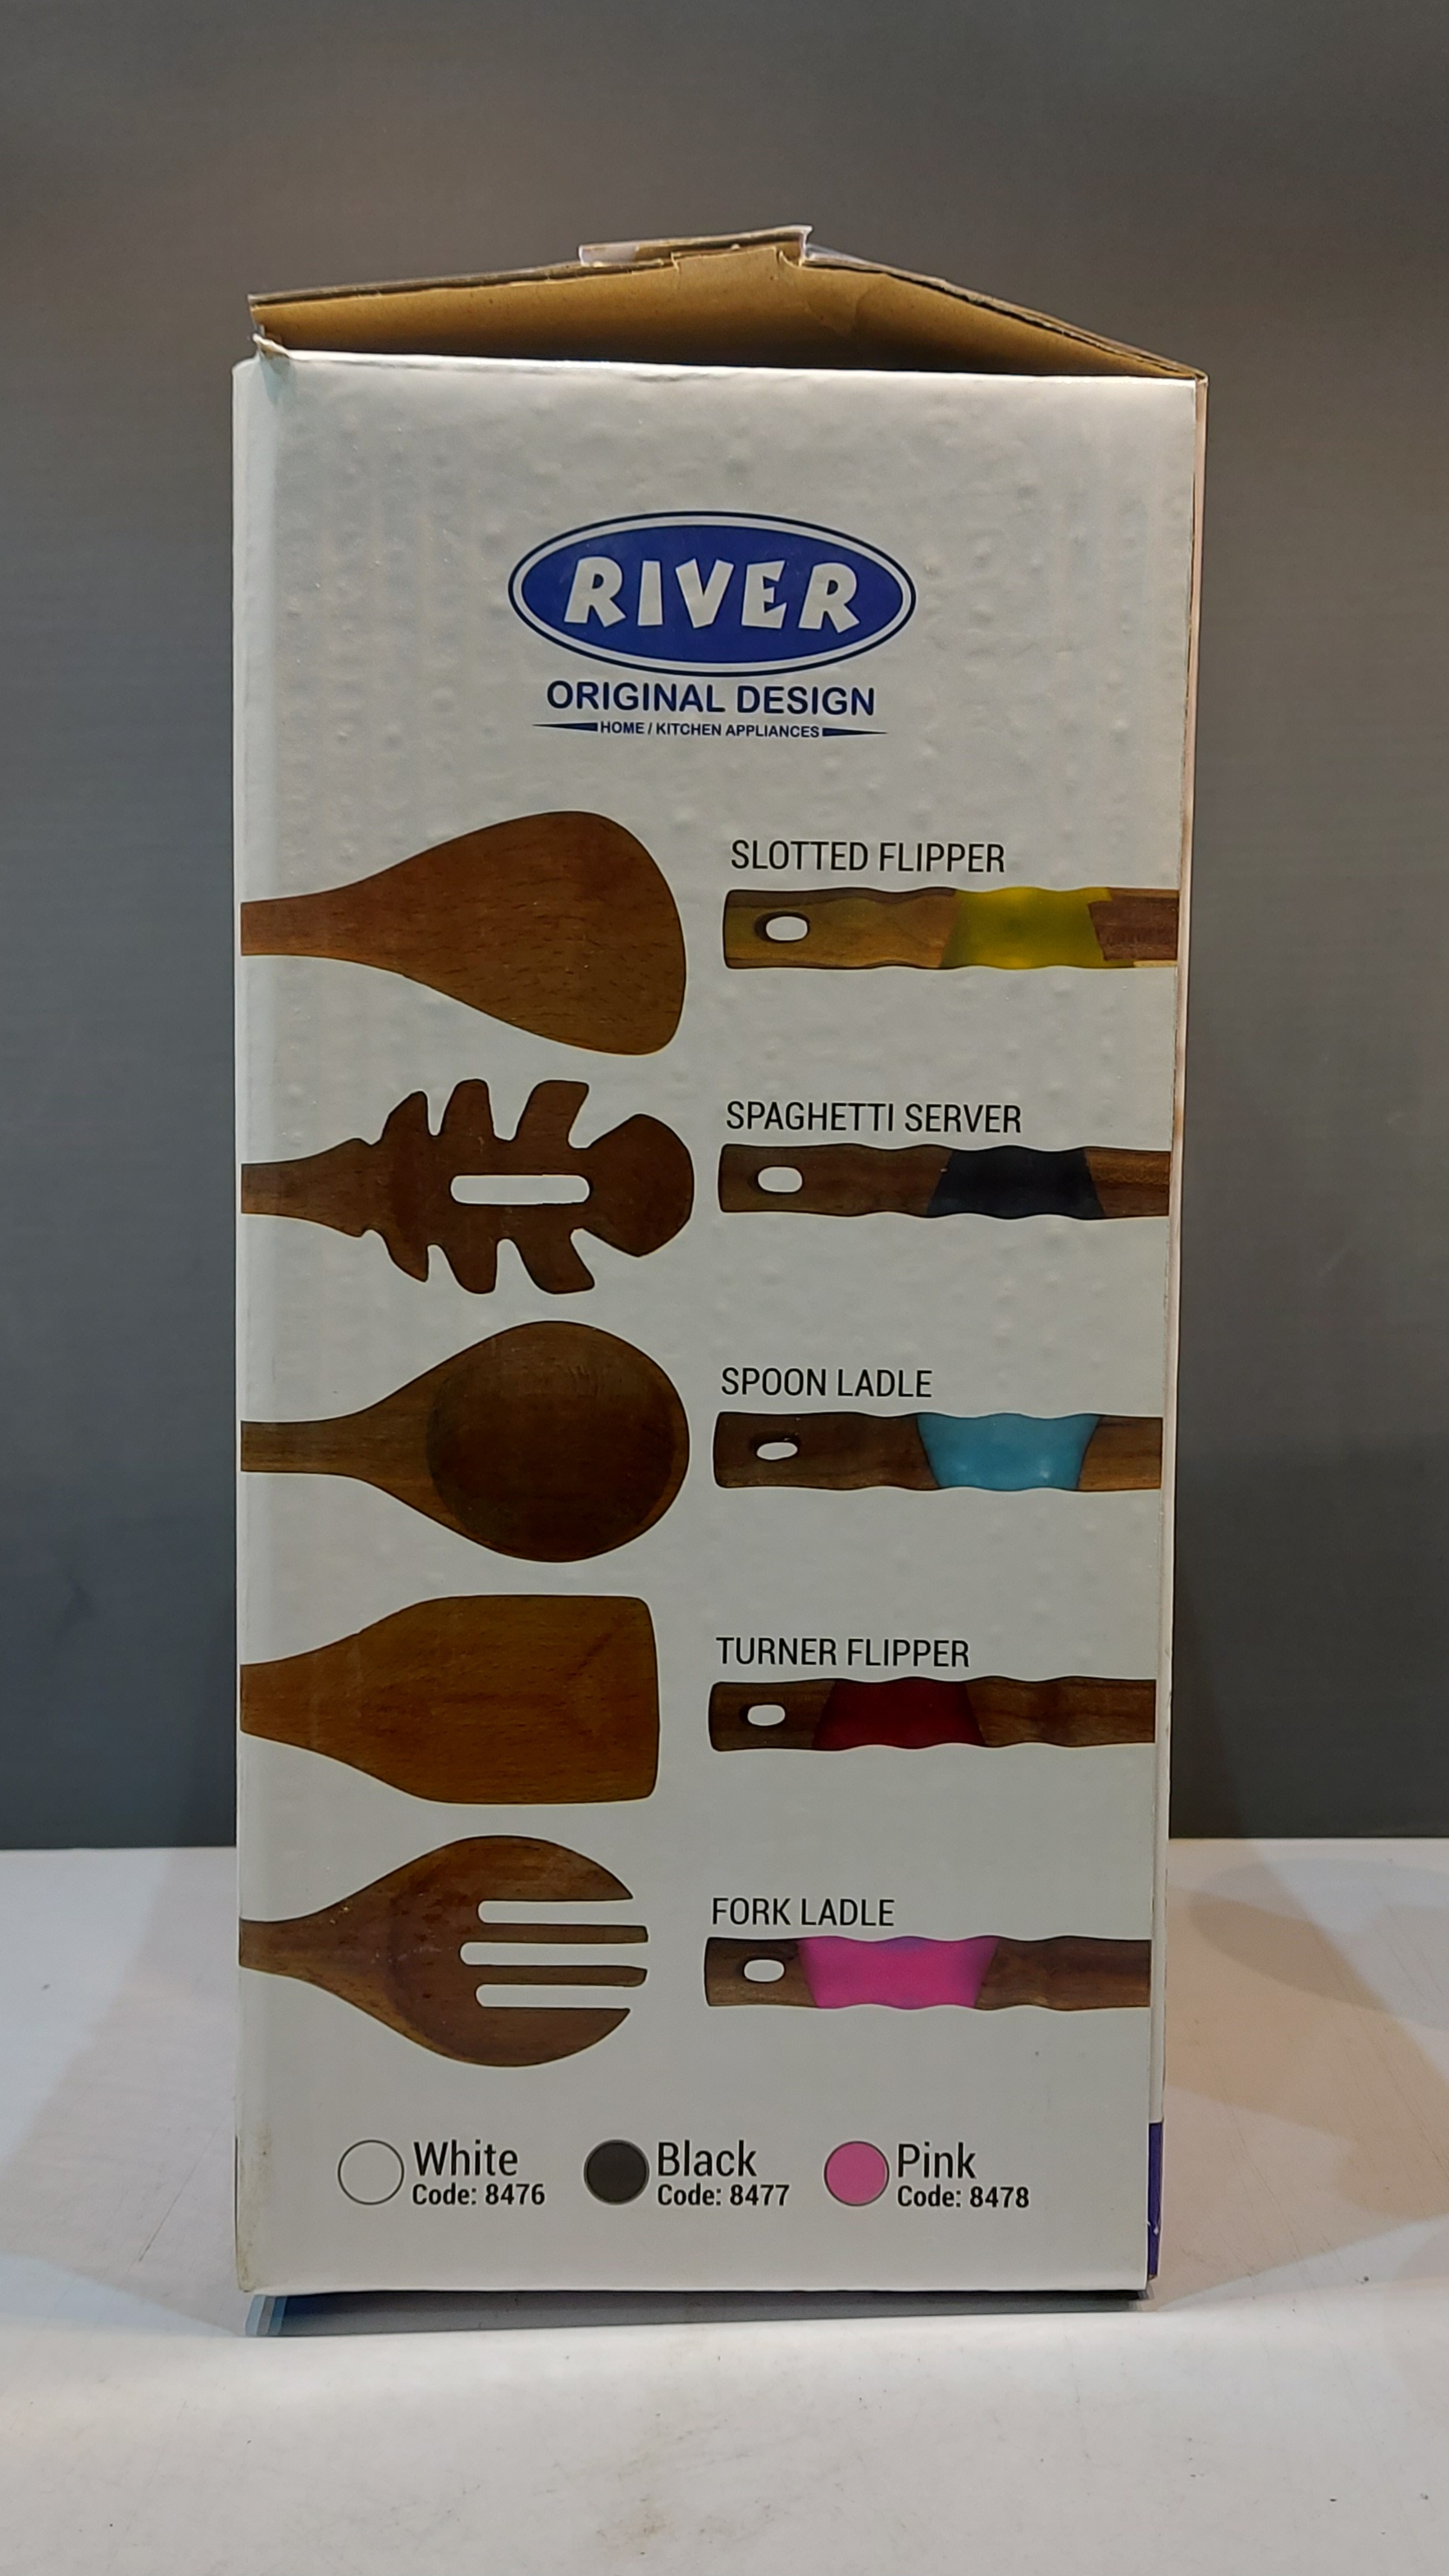 RIVER
ORIGINAL DESIGN
HOME / KITCHEN APPLIANCES
SLOTTED FLIPPER
SPAGHETTI SERVER
SPOON LADLE
TURNER FLIPPER
FORK LADLE
White Black Pink
Code: 8476 Code: 8477 Code: 8478